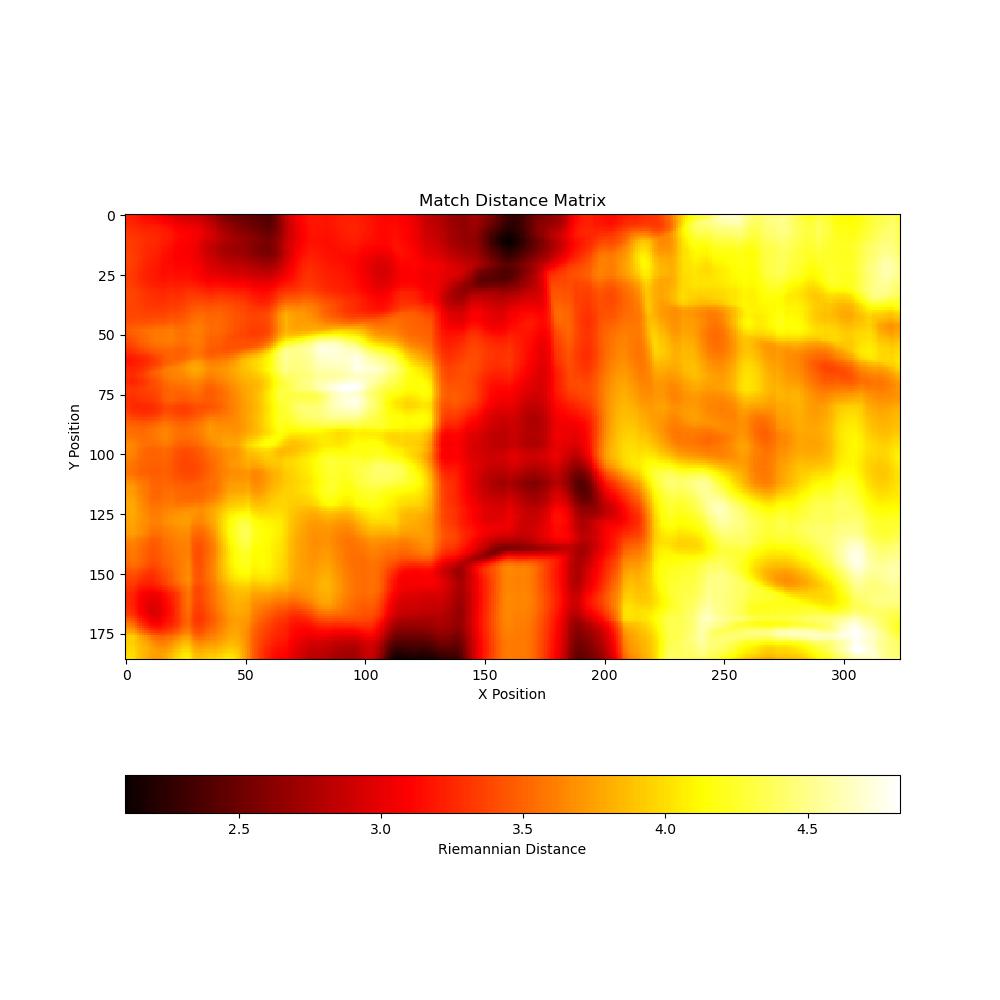 Match Distance Matrix
0
25
50
75
100
125
150
175
Y Position
0 50 100 150 200 250 300
X Position
2.5 3.0 3.5 4.0 4.5
Riemannian Distance